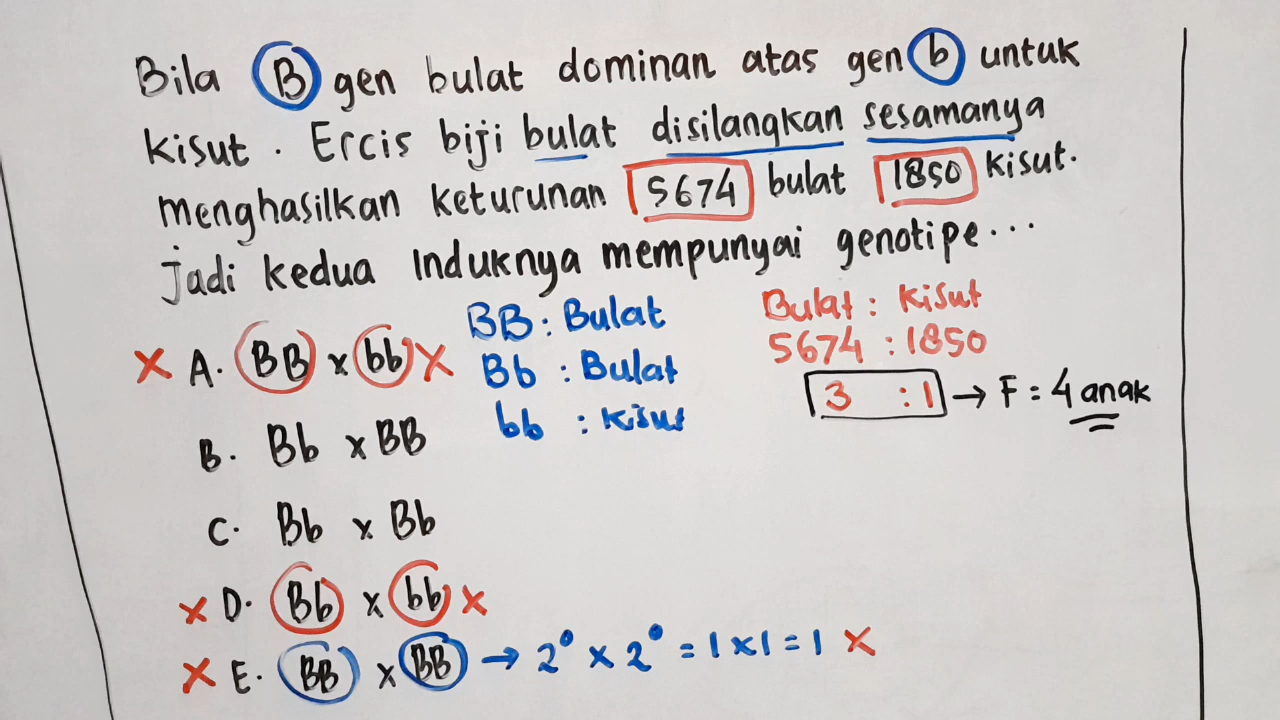 Bila B gen bulat dominan atas gen b untuk
kisut. Ercis biji bulat disilangkan sesamanya
menghasilkan keturunan 5674 bulat 1850 kisut.
Jadi kedua Induknya mempunyai genotipe...
BB : Bulat
Bulat : Kisut
X A. BB x bb X
5674 : 1850
Bb : Bulat
3 : 1 → F = 4 anak
bb : Kisut
B. Bb x BB
C. Bb x Bb
X D. Bb x bb X
X E. BB x BB → 2⁰ x 2⁰ = 1 x 1 = 1 X